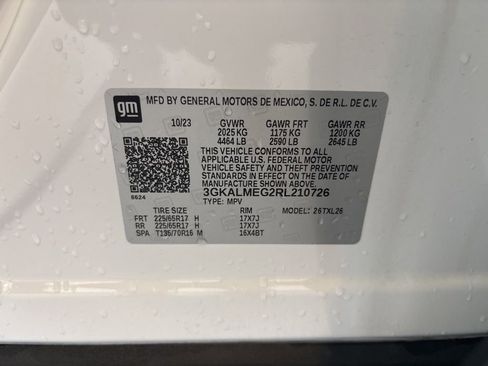 gm MFD BY GENERAL MOTORS DE MEXICO, S. DE R.L. DE C.V.
10/23 GVWR GAWR FRT GAWR RR
2025 KG 1175 KG 1200 KG
4464 LB 2590 LB 2645 LB
THIS VEHICLE CONFORMS TO ALL
APPLICABLE U.S. FEDERAL MOTOR
VEHICLE SAFETY AND THEFT
PREVENTION STANDARDS IN EFFECT ON THE
DATE OF MANUFACTURE SHOWN ABOVE.
3GKALMEG2RL210726
6624 TYPE: MPV
TIRE SIZE RIM MODEL: 26TXL26
FRT 225/65R17 H 17X7J
RR 225/65R17 H 17X7J
SPA T135/70R16 M 16X4BT